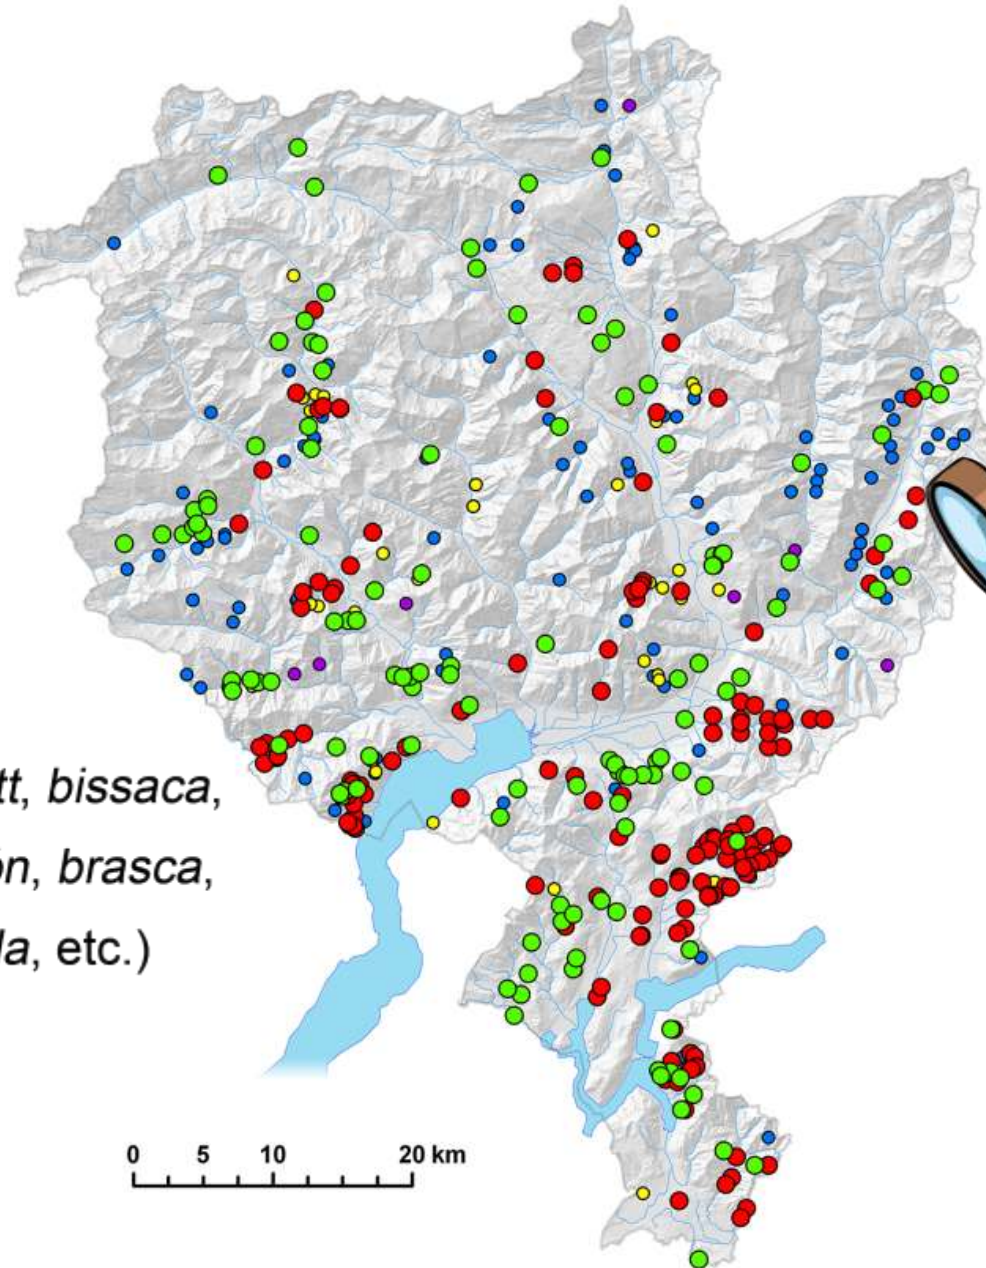 tt, bissaca,
ón, brasca,
la, etc.)
0 5 10 20 km